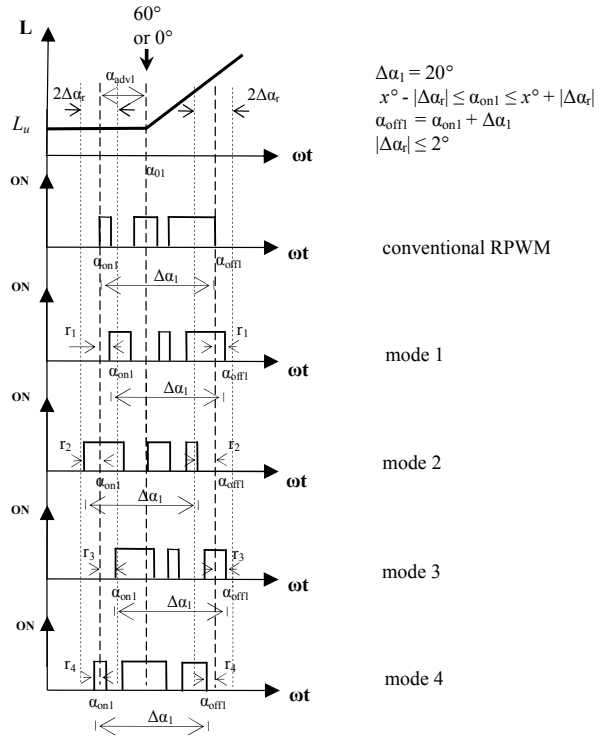 60°
or 0°
L
α_adv1
2Δα_r
2Δα_r
L_u
ωt
α_01
Δα_1 = 20°
x° - |Δα_r| ≤ α_on1 ≤ x° + |Δα_r|
α_off1 = α_on1 + Δα_1
|Δα_r| ≤ 2°
ON
α_on1
α_off1
ωt
Δα_1
conventional RPWM
ON
r_1
r_1
α_on1
α_off1
ωt
Δα_1
mode 1
ON
r_2
r_2
α_on1
α_off1
ωt
Δα_1
mode 2
ON
r_3
r_3
α_on1
α_off1
ωt
Δα_1
mode 3
ON
r_4
r_4
α_on1
α_off1
ωt
Δα_1
mode 4